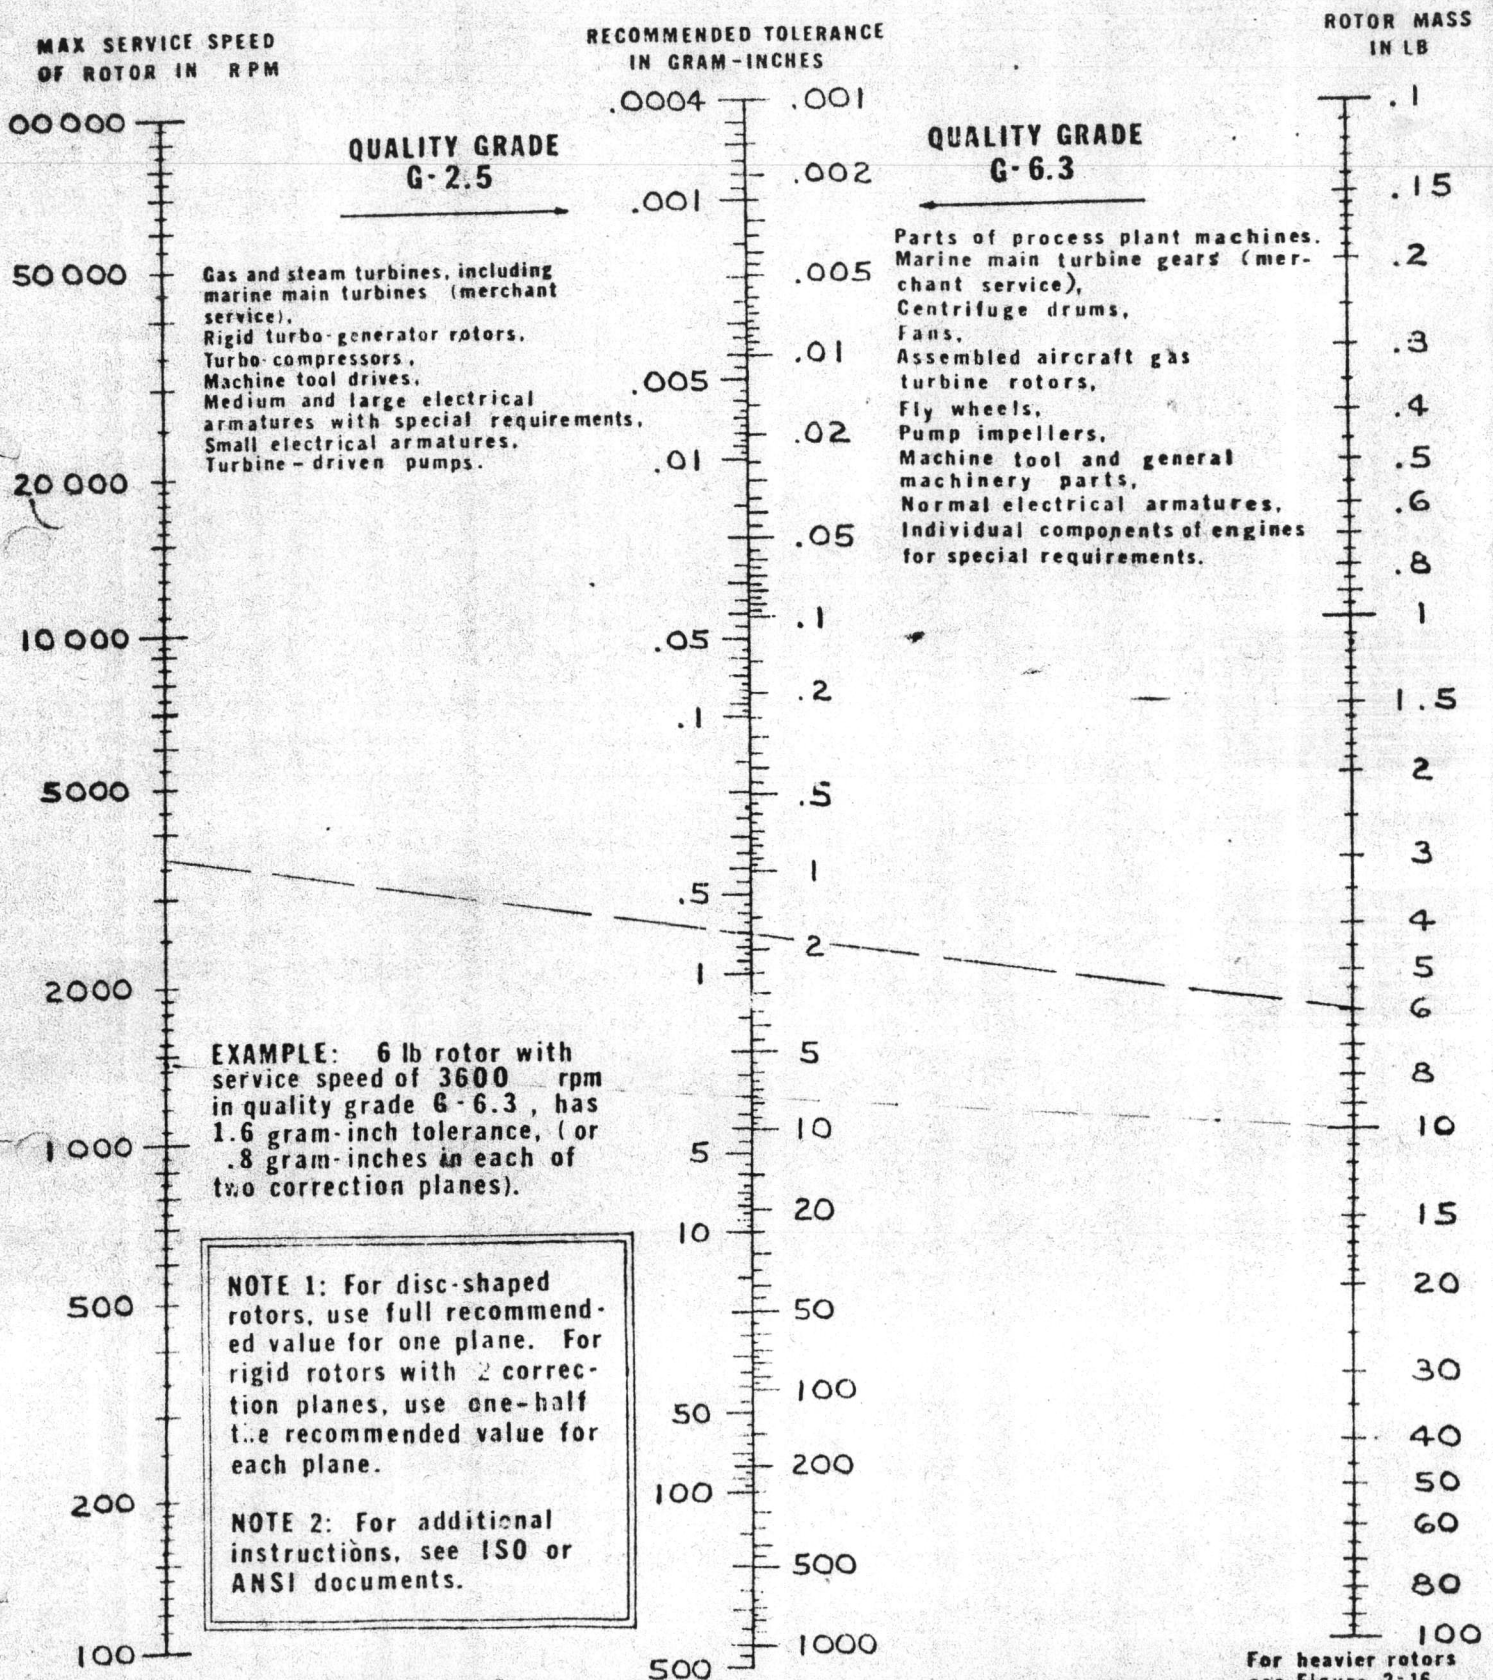 MAX SERVICE SPEED
OF ROTOR IN RPM
RECOMMENDED TOLERANCE
IN GRAM-INCHES
ROTOR MASS
IN LB
00 000
50 000
20 000
10 000
5000
2000
1000
500
200
100
QUALITY GRADE
G-2.5
Gas and steam turbines, including
marine main turbines (merchant
service),
Rigid turbo-generator rotors,
Turbo-compressors,
Machine tool drives,
Medium and large electrical
armatures with special requirements,
Small electrical armatures,
Turbine-driven pumps.
.0004
.001
.005
.01
.05
.1
.5
1
5
10
50
100
500
.001
.002
.005
.01
.02
.05
.1
.2
.5
1
2
5
10
20
50
100
200
500
1000
QUALITY GRADE
G-6.3
Parts of process plant machines.
Marine main turbine gears (mer-
chant service),
Centrifuge drums,
Fans,
Assembled aircraft gas
turbine rotors,
Fly wheels,
Pump impellers,
Machine tool and general
machinery parts,
Normal electrical armatures,
Individual components of engines
for special requirements.
.1
.15
.2
.3
.4
.5
.6
.8
1
1.5
2
3
4
5
6
8
10
15
20
30
40
50
60
80
100
EXAMPLE: 6 lb rotor with
service speed of 3600 rpm
in quality grade G-6.3, has
1.6 gram-inch tolerance, (or
.8 gram-inches in each of
two correction planes).
NOTE 1: For disc-shaped
rotors, use full recommend-
ed value for one plane. For
rigid rotors with 2 correc-
tion planes, use one-half
the recommended value for
each plane.
NOTE 2: For additional
instructions, see ISO or
ANSI documents.
For heavier rotors
see Figure 2-16